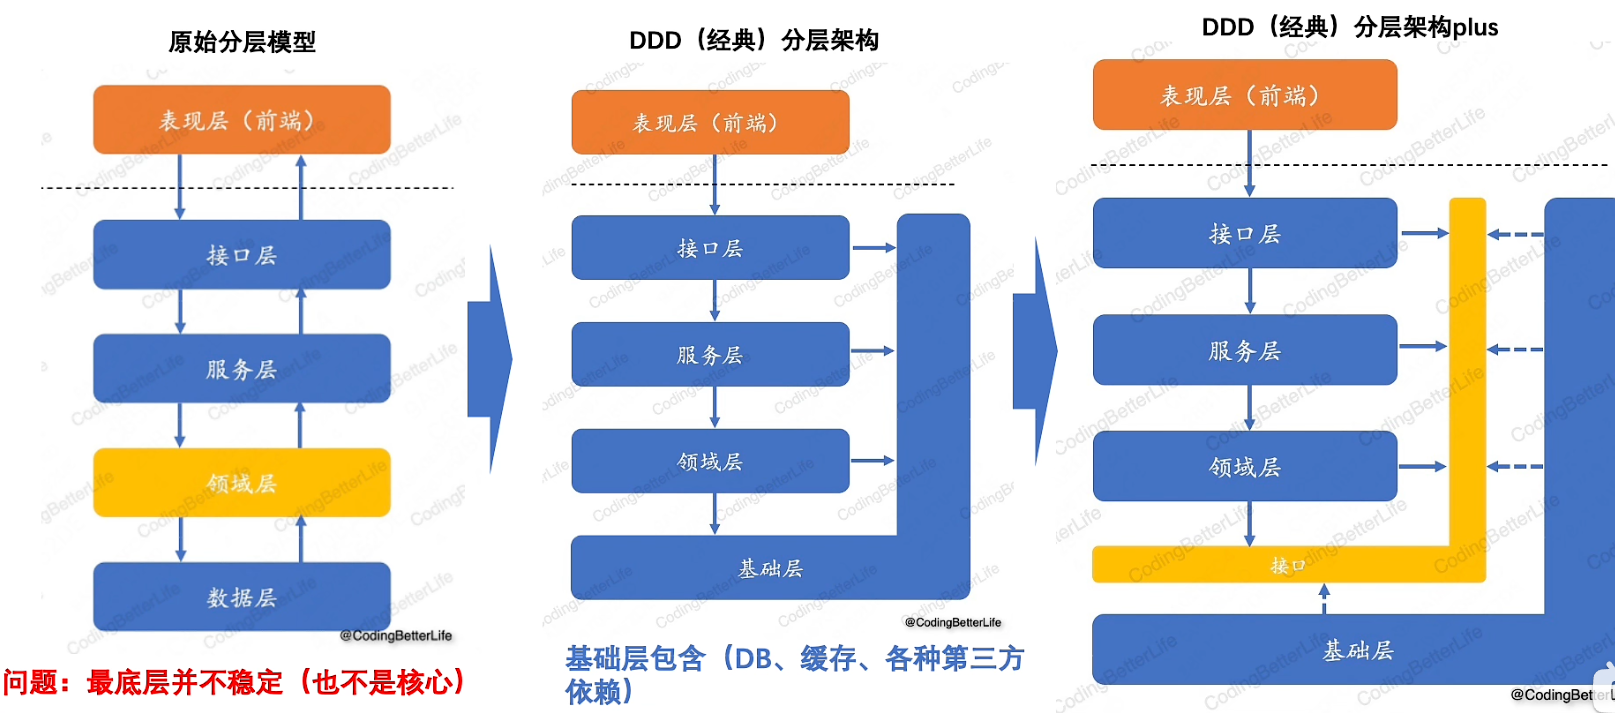 原始分层模型
表现层（前端）
接口层
服务层
领域层
数据层
@CodingBetterLife
问题：最底层并不稳定（也不是核心）
DDD（经典）分层架构
表现层（前端）
接口层
服务层
领域层
基础层
@CodingBetterLife
基础层包含（DB、缓存、各种第三方
依赖）
DDD（经典）分层架构plus
表现层（前端）
接口层
服务层
领域层
接口
基础层
@CodingBetterL
CodingBetterLife